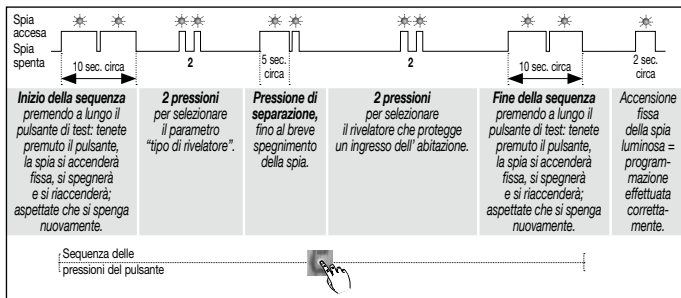 Spia
accesa
Spia
spenta
10 sec. circa
2
5 sec.
circa
2
10 sec. circa
2 sec.
circa
Inizio della sequenza
premendo a lungo il
pulsante di test: tenete
premuto il pulsante,
la spia si accenderà
fissa, si spegnerà
e si riaccenderà;
aspettate che si spenga
nuovamente.
2 pressioni
per selezionare
il parametro
“tipo di rivelatore”.
Pressione di
separazione,
fino al breve
spegnimento
della spia.
2 pressioni
per selezionare
il rivelatore che protegge
un ingresso dell’ abitazione.
Fine della sequenza
premendo a lungo il
pulsante di test: tenete
premuto il pulsante,
la spia si accenderà
fissa, si spegnerà
e si riaccenderà;
aspettate che si spenga
nuovamente.
Accensione
fissa
della spia
luminosa =
program-
mazione
effettuata
corretta-
mente.
Sequenza delle
pressioni del pulsante